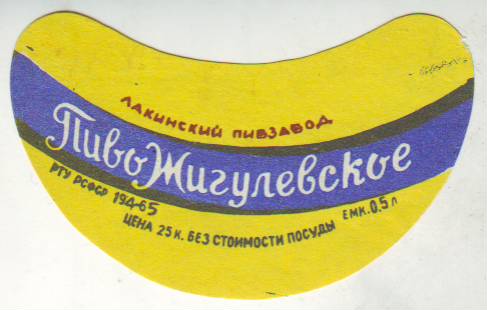 ЛАКИНСКИЙ ПИВЗАВОД
Пиво Жигулевское
РТУ РСФСР 194-65
ЦЕНА 25 К. БЕЗ СТОИМОСТИ ПОСУДЫ
ЕМК. 0,5 Л